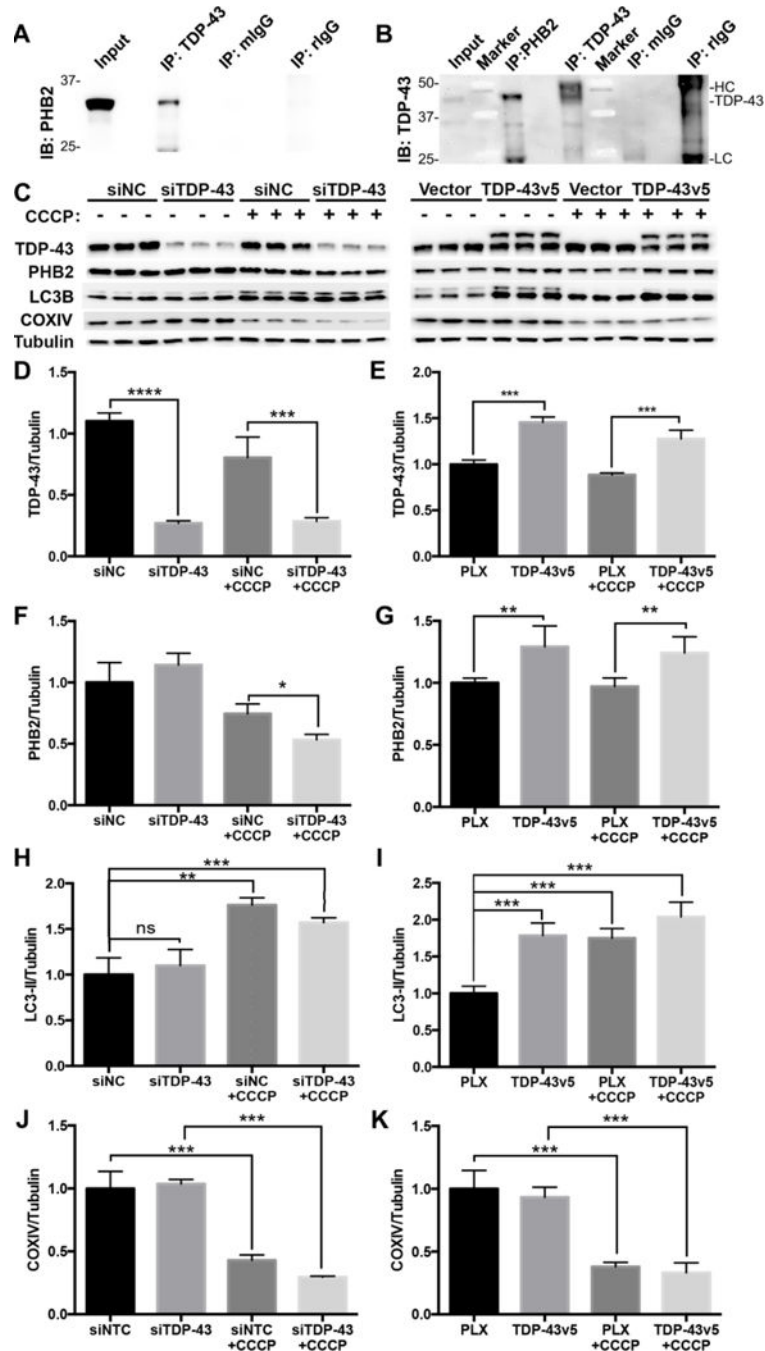 A
Input
IP: TDP-43
IP: mIgG
IP: rIgG
37-
25-
IB: PHB2
B
Input
Marker
IP:PHB2
IP: TDP-43
Marker
IP: mIgG
IP: rIgG
50-
37-
25-
IB: TDP-43
-HC
-TDP-43
-LC
C
siNC siTDP-43 siNC siTDP-43
CCCP: - - - - - - + + + + + +
Vector TDP-43v5 Vector TDP-43v5
- - - - - - + + + + + +
TDP-43
PHB2
LC3B
COXIV
Tubulin
D
TDP-43/Tubulin
1.5
1.0
0.5
0.0
**** ***
siNC siTDP-43 siNC siTDP-43
+CCCP +CCCP
E
TDP-43/Tubulin
2.0
1.5
1.0
0.5
0.0
*** ***
PLX TDP-43v5 PLX TDP-43v5
+CCCP +CCCP
F
PHB2/Tubulin
1.5
1.0
0.5
0.0
*
siNC siTDP-43 siNC siTDP-43
+CCCP +CCCP
G
PHB2/Tubulin
1.5
1.0
0.5
0.0
** **
PLX TDP-43v5 PLX TDP-43v5
+CCCP +CCCP
H
LC3-II/Tubulin
2.0
1.5
1.0
0.5
0.0
***
**
ns
siNC siTDP-43 siNC siTDP-43
+CCCP +CCCP
I
LC3-II/Tubulin
2.5
2.0
1.5
1.0
0.5
0.0
***
***
***
PLX TDP-43v5 PLX TDP-43v5
+CCCP +CCCP
J
COXIV/Tubulin
1.5
1.0
0.5
0.0
***
***
siNTC siTDP-43 siNTC siTDP-43
+CCCP +CCCP
K
COXIV/Tubulin
1.5
1.0
0.5
0.0
***
***
PLX TDP-43v5 PLX TDP-43v5
+CCCP +CCCP